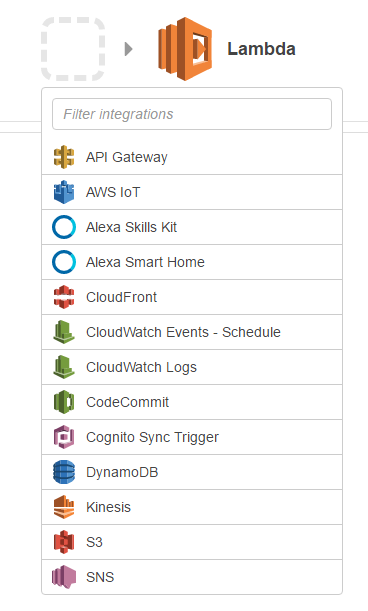 Lambda
Filter integrations
API Gateway
AWS IoT
Alexa Skills Kit
Alexa Smart Home
CloudFront
CloudWatch Events - Schedule
CloudWatch Logs
CodeCommit
Cognito Sync Trigger
DynamoDB
Kinesis
S3
SNS